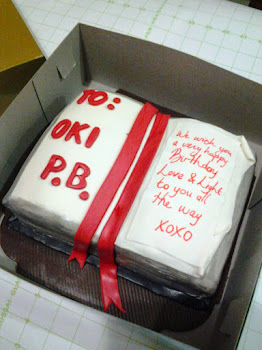 TO:
OKI
P.B.
We wish you
a very happy
Birthday
Love & Light
to you all
the way
XOXO